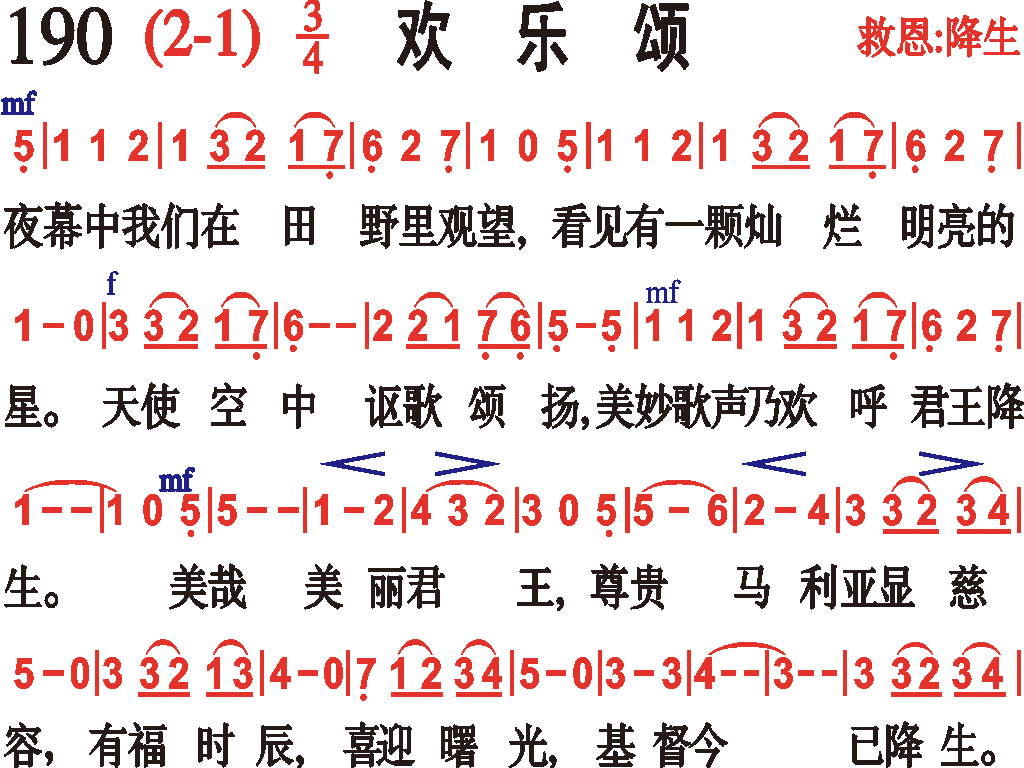 190 (2-1) 3/4 欢 乐 颂 救恩:降生
mf
5̣|1 1 2|1 3 2 1 7̣|6̣ 2 7̣|1 0 5̣|1 1 2|1 3 2 1 7̣|6̣ 2 7̣|
夜幕中我们在 田 野里观望,看见有一颗灿 烂 明亮的
f mf
1-0|3 3 2 1 7̣|6̣--|2 2 1 7̣ 6̣|5̣-5̣|1 1 2|1 3 2 1 7̣|6̣ 2 7̣|
星。 天使 空 中 讴歌 颂 扬,美妙歌声乃欢 呼 君王降
mf < > < >
1--|1 0 5̣|5--|1-2|4 3 2|3 0 5̣|5-6|2-4|3 3 2 3 4|
生。 美哉 美 丽君 王,尊贵 马 利亚显 慈
5-0|3 3 2 1 3|4-0|7̣ 1 2 3 4|5-0|3-3|4--|3--|3 3 2 3 4|
容,有福 时 辰,喜迎 曙 光,基 督今 已降 生。